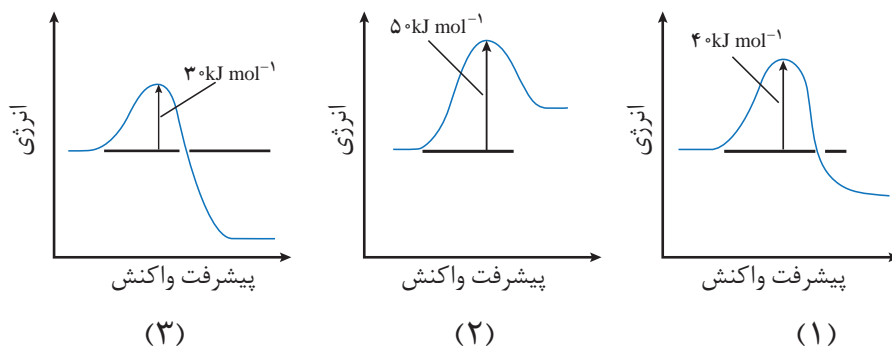 ۴۰kJ mol⁻¹
انرژی
پیشرفت واکنش
(۱)
۵۰kJ mol⁻¹
انرژی
پیشرفت واکنش
(۲)
۳۰kJ mol⁻¹
انرژی
پیشرفت واکنش
(۳)